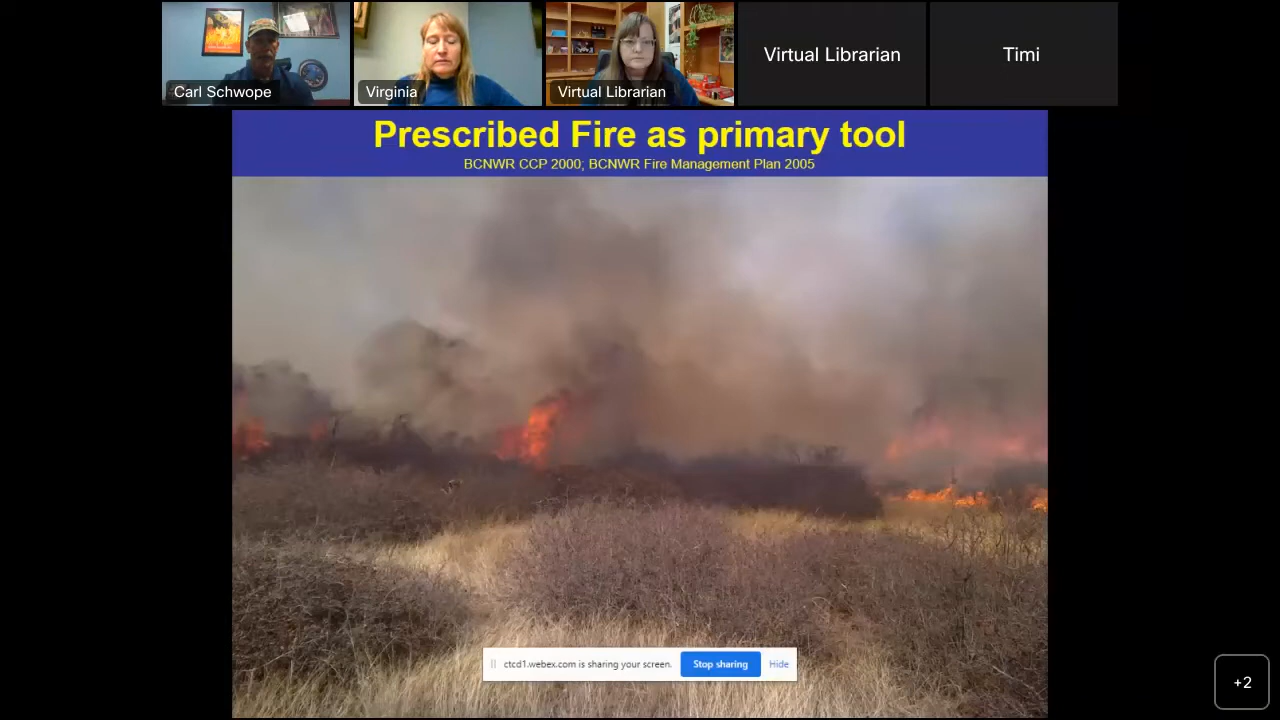 Carl Schwope
Virginia
Virtual Librarian
Virtual Librarian
Timi
Prescribed Fire as primary tool
BCNWR CCP 2000; BCNWR Fire Management Plan 2005
ctcd1.webex.com is sharing your screen.
Stop sharing
Hide
+2